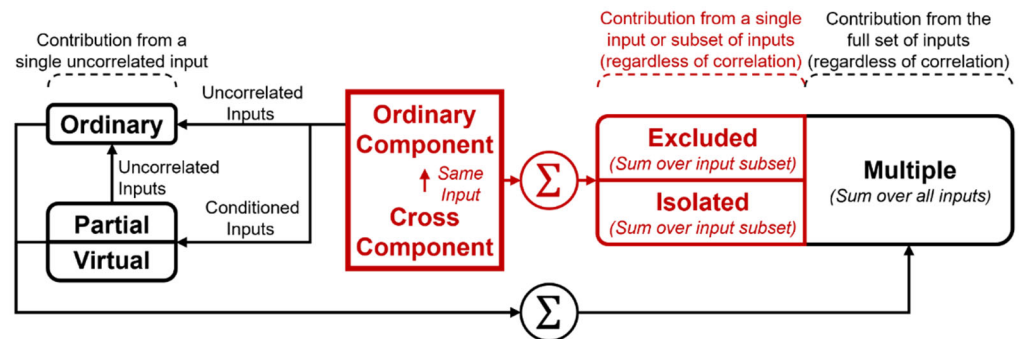 Contribution from a
single uncorrelated input
Contribution from a single
input or subset of inputs
(regardless of correlation)
Contribution from the
full set of inputs
(regardless of correlation)
Ordinary
Uncorrelated
Inputs
Uncorrelated
Inputs
Partial
Virtual
Conditioned
Inputs
Ordinary
Component
Same
Input
Cross
Component
Σ
Excluded
(Sum over input subset)
Isolated
(Sum over input subset)
Multiple
(Sum over all inputs)
Σ